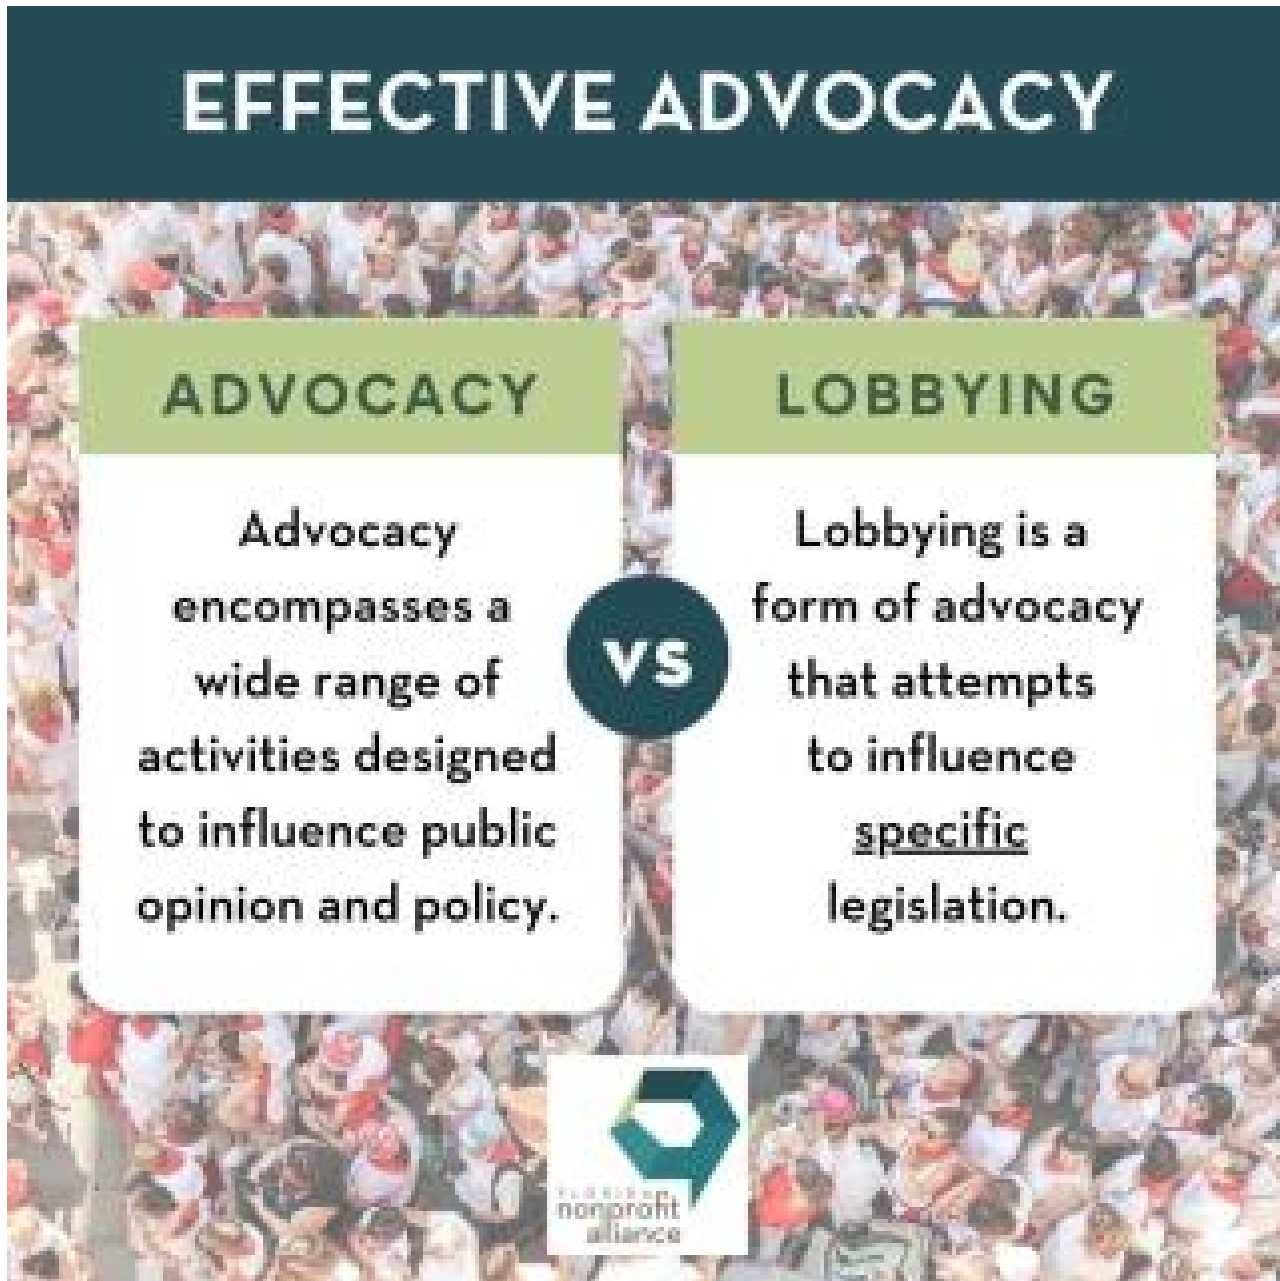 EFFECTIVE ADVOCACY
ADVOCACY
Advocacy
encompasses a
wide range of
activities designed
to influence public
opinion and policy.
VS
LOBBYING
Lobbying is a
form of advocacy
that attempts
to influence
specific
legislation.
FLORIDA
nonprofit
alliance